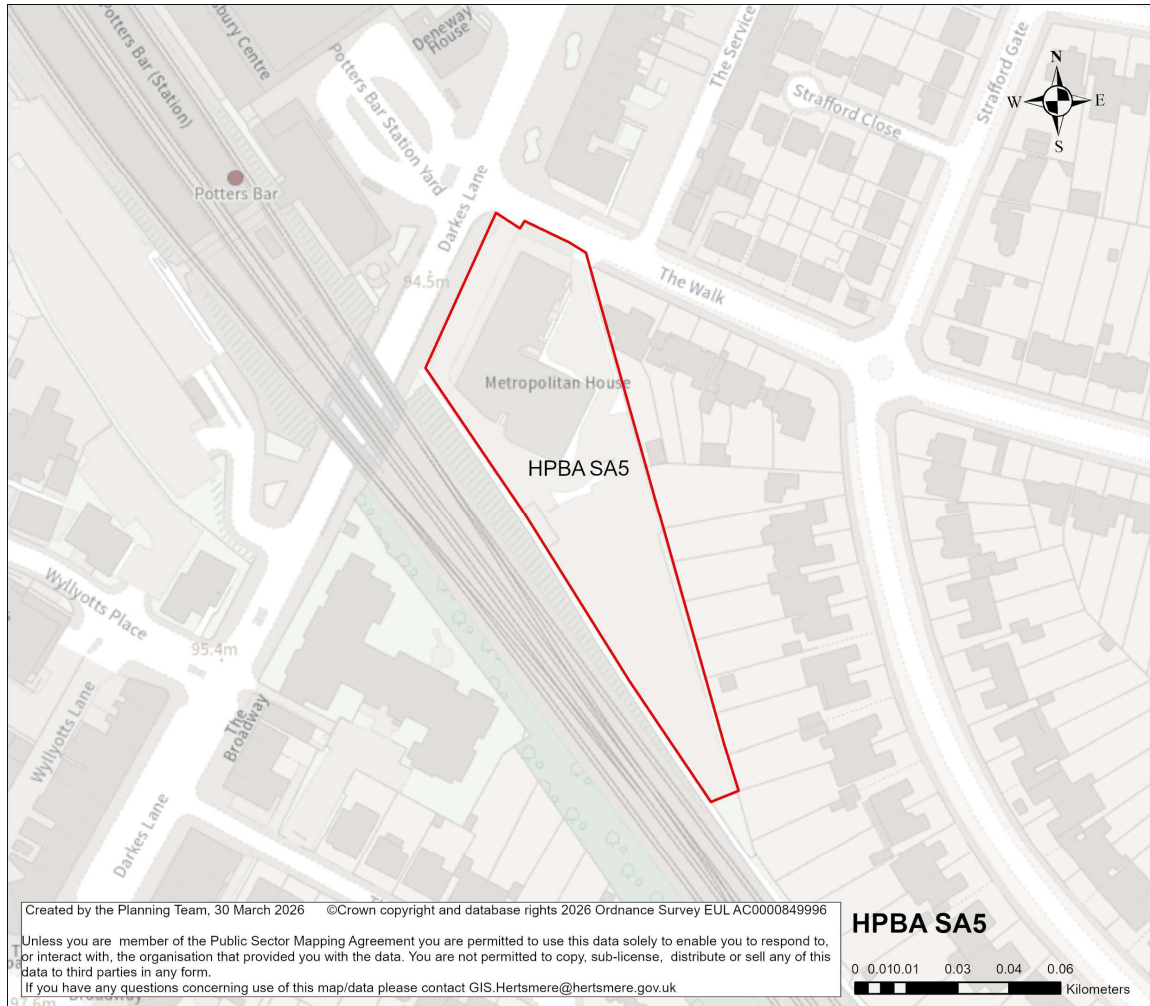 Potters Bar (Station)
Deneway
House
Potters Bar Station Yard
The Service
Strafford Gate
Strafford Close
N
W
E
S
Potters Bar
Darkes Lane
94.5m
The Walk
Metropolitan House
HPBA SA5
Wyllyotts Place
95.4m
The
Broadway
Wyllyotts Lane
Darkes Lane
Created by the Planning Team, 30 March 2026 ©Crown copyright and database rights 2026 Ordnance Survey EUL AC0000849996
Unless you are member of the Public Sector Mapping Agreement you are permitted to use this data solely to enable you to respond to,
or interact with, the organisation that provided you with the data. You are not permitted to copy, sub-license, distribute or sell any of this
data to third parties in any form.
If you have any questions concerning use of this map/data please contact GIS.Hertsmere@hertsmere.gov.uk
HPBA SA5
0 0.010.01 0.03 0.04 0.06
Kilometers
97.6m
Broadway